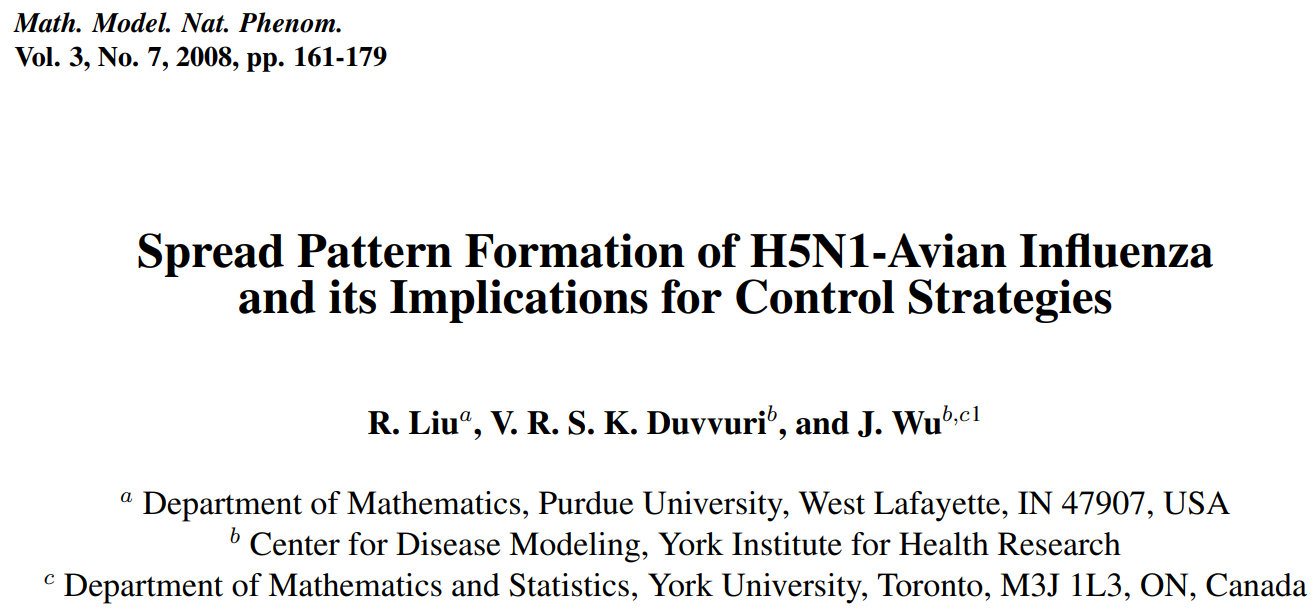 Math. Model. Nat. Phenom.
Vol. 3, No. 7, 2008, pp. 161-179
Spread Pattern Formation of H5N1-Avian Influenza
and its Implications for Control Strategies
R. Liu^a, V. R. S. K. Duvvuri^b, and J. Wu^b,c1
^a Department of Mathematics, Purdue University, West Lafayette, IN 47907, USA
^b Center for Disease Modeling, York Institute for Health Research
^c Department of Mathematics and Statistics, York University, Toronto, M3J 1L3, ON, Canada